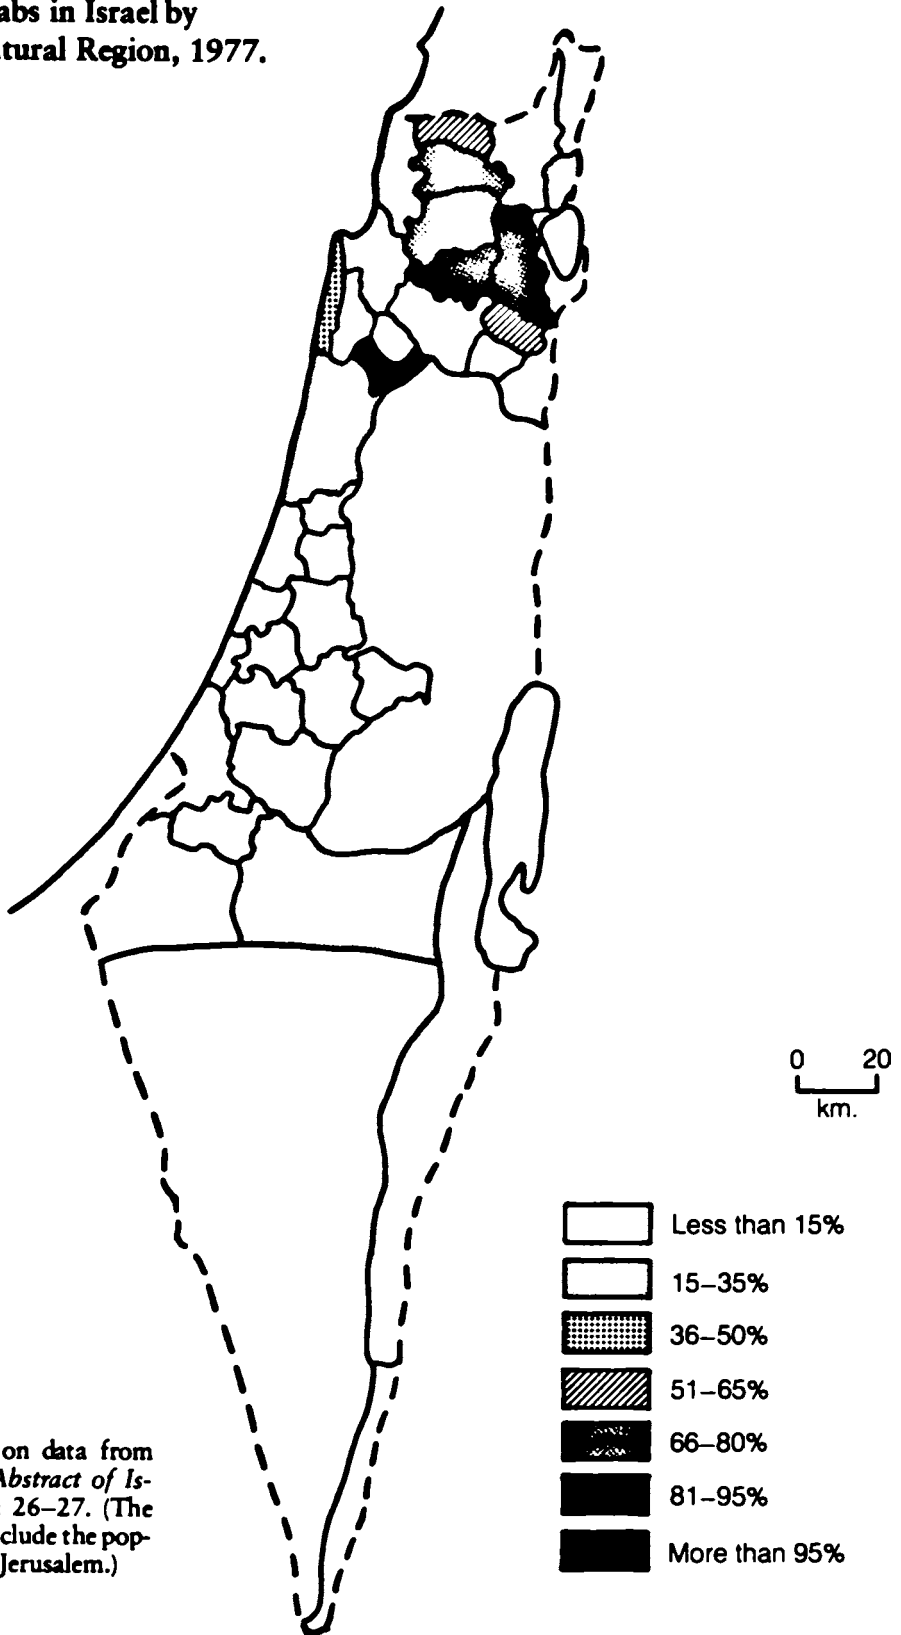 abs in Israel by
tural Region, 1977.
0 20
km.
Less than 15%
15–35%
36–50%
51–65%
66–80%
81–95%
More than 95%
on data from
Abstract of Is-
26–27. (The
clude the pop-
Jerusalem.)